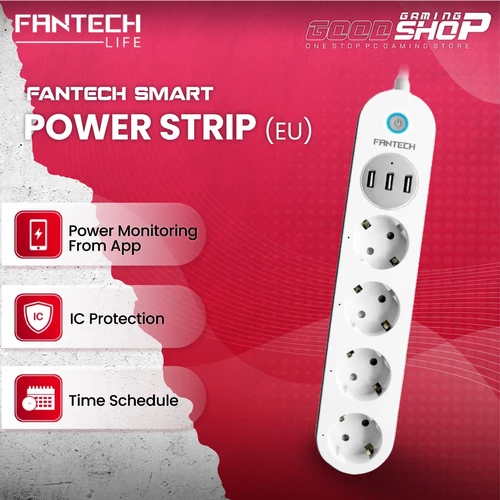 FANTECH
LIFE
GAMING
GOOD SHOP
ONE STOP PC GAMING STORE
FANTECH SMART
POWER STRIP (EU)
FANTECH
Power Monitoring
From App
IC
IC Protection
Time Schedule